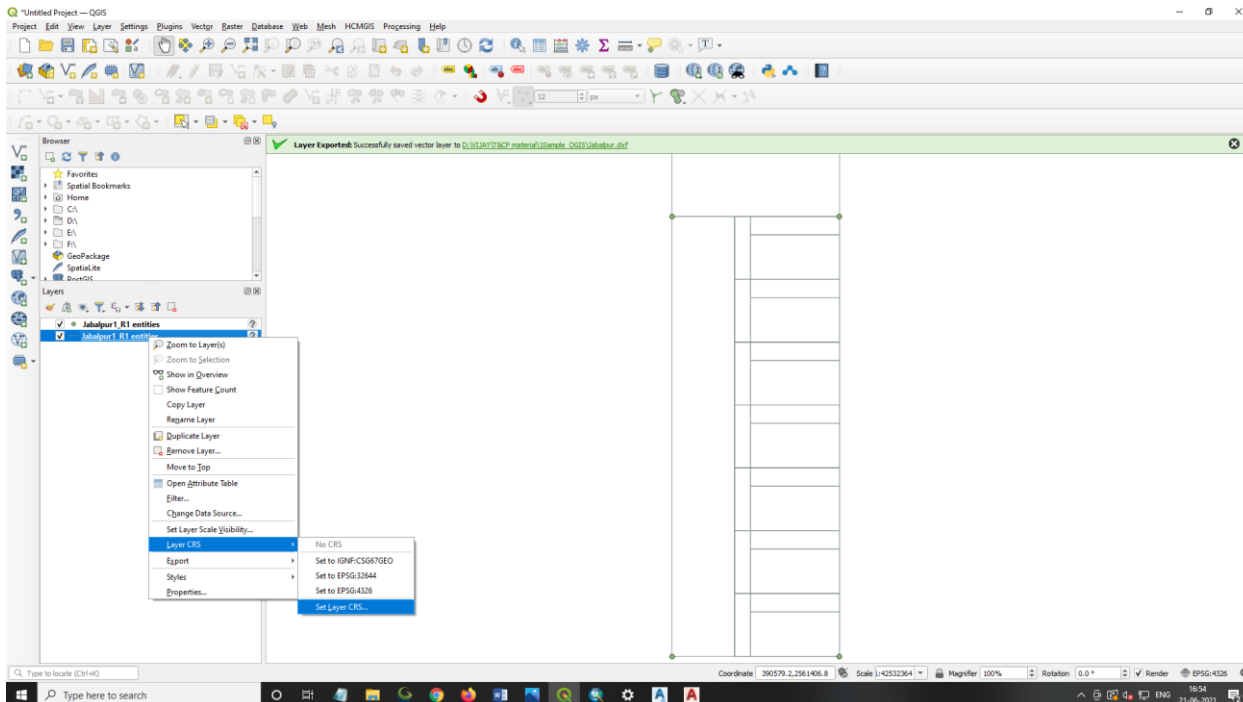 *Untitled Project — QGIS
Project Edit View Layer Settings Plugins Vector Raster Database Web Mesh HCMGIS Processing Help
12 px
Browser
Layer Exported: Successfully saved vector layer to D:\VIJAY\T&CP material\1Sample_QGIS\Jabalpur.dxf
Favorites
Spatial Bookmarks
Home
C:\
D:\
E:\
F:\
GeoPackage
SpatiaLite
PostGIS
Layers
Jabalpur1_R1 entities ?
Jabalpur1_R1 entities ?
Zoom to Layer(s)
Zoom to Selection
Show in Overview
Show Feature Count
Copy Layer
Rename Layer
Duplicate Layer
Remove Layer...
Move to Top
Open Attribute Table
Filter...
Change Data Source...
Set Layer Scale Visibility...
Layer CRS
No CRS
Export
Set to IGNF:CSG67GEO
Styles
Set to EPSG:32644
Properties...
Set to EPSG:4326
Set Layer CRS...
Type to locate (Ctrl+K)
Coordinate 390579.2,2561406.8 Scale 1:42532364 Magnifier 100% Rotation 0.0 ° Render EPSG:4326
Type here to search
ENG
16:54
21-06-2021